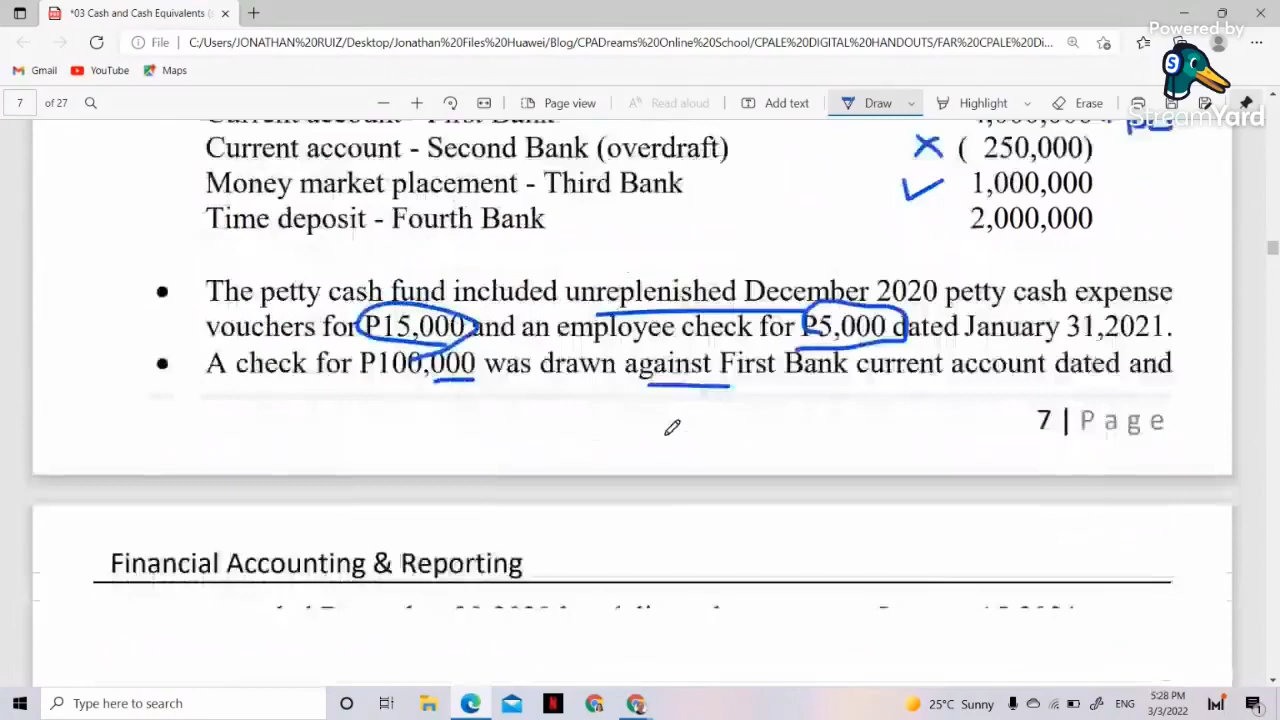 *03 Cash and Cash Equivalents
Powered by
File
C:/Users/JONATHAN%20RUIZ/Desktop/Jonathan%20Files%20Huawei/Blog/CPADreams%20Online%20School/CPALE%20DIGITAL%20HANDOUTS/FAR%20CPALE%20Di...
Gmail YouTube Maps
StreamYard
7 of 27 Page view Read aloud Add text Draw Highlight Erase
Current account - First Bank
Current account - Second Bank (overdraft) ( 250,000)
Money market placement - Third Bank 1,000,000
Time deposit - Fourth Bank 2,000,000
• The petty cash fund included unreplenished December 2020 petty cash expense
vouchers for P15,000 and an employee check for P5,000 dated January 31,2021.
• A check for P100,000 was drawn against First Bank current account dated and
7 | Page
Financial Accounting & Reporting
Type here to search
25°C Sunny
ENG
5:28 PM
3/3/2022